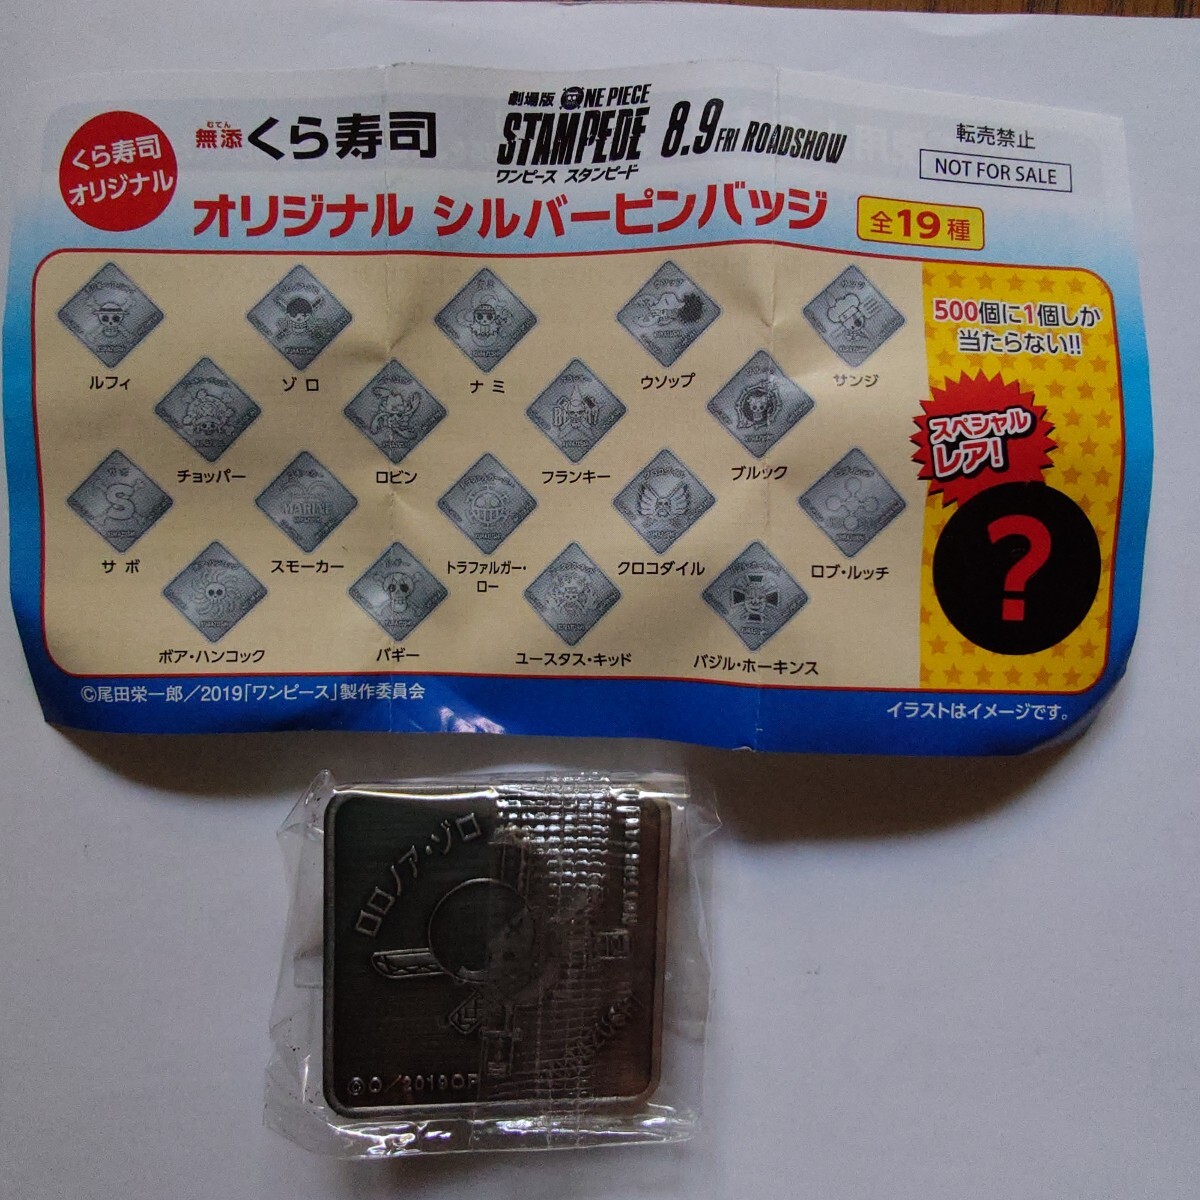 くら寿司
オリジナル
むてん
無添くら寿司
劇場版 ONE PIECE
STAMPEDE
ワンピース スタンピード
8.9 FRI ROADSHOW
転売禁止
NOT FOR SALE
オリジナル シルバーピンバッジ
全19種
ルフィ
ゾロ
ナミ
ウソップ
サンジ
チョッパー
ロビン
フランキー
ブルック
サボ
スモーカー
トラファルガー・
ロー
クロコダイル
ロブ・ルッチ
ボア・ハンコック
バギー
ユースタス・キッド
バジル・ホーキンス
500個に1個しか
当たらない!!
スペシャル
レア!
?
©尾田栄一郎／2019「ワンピース」製作委員会
イラストはイメージです。
ロロノア・ゾロ
NOT FOR SALE